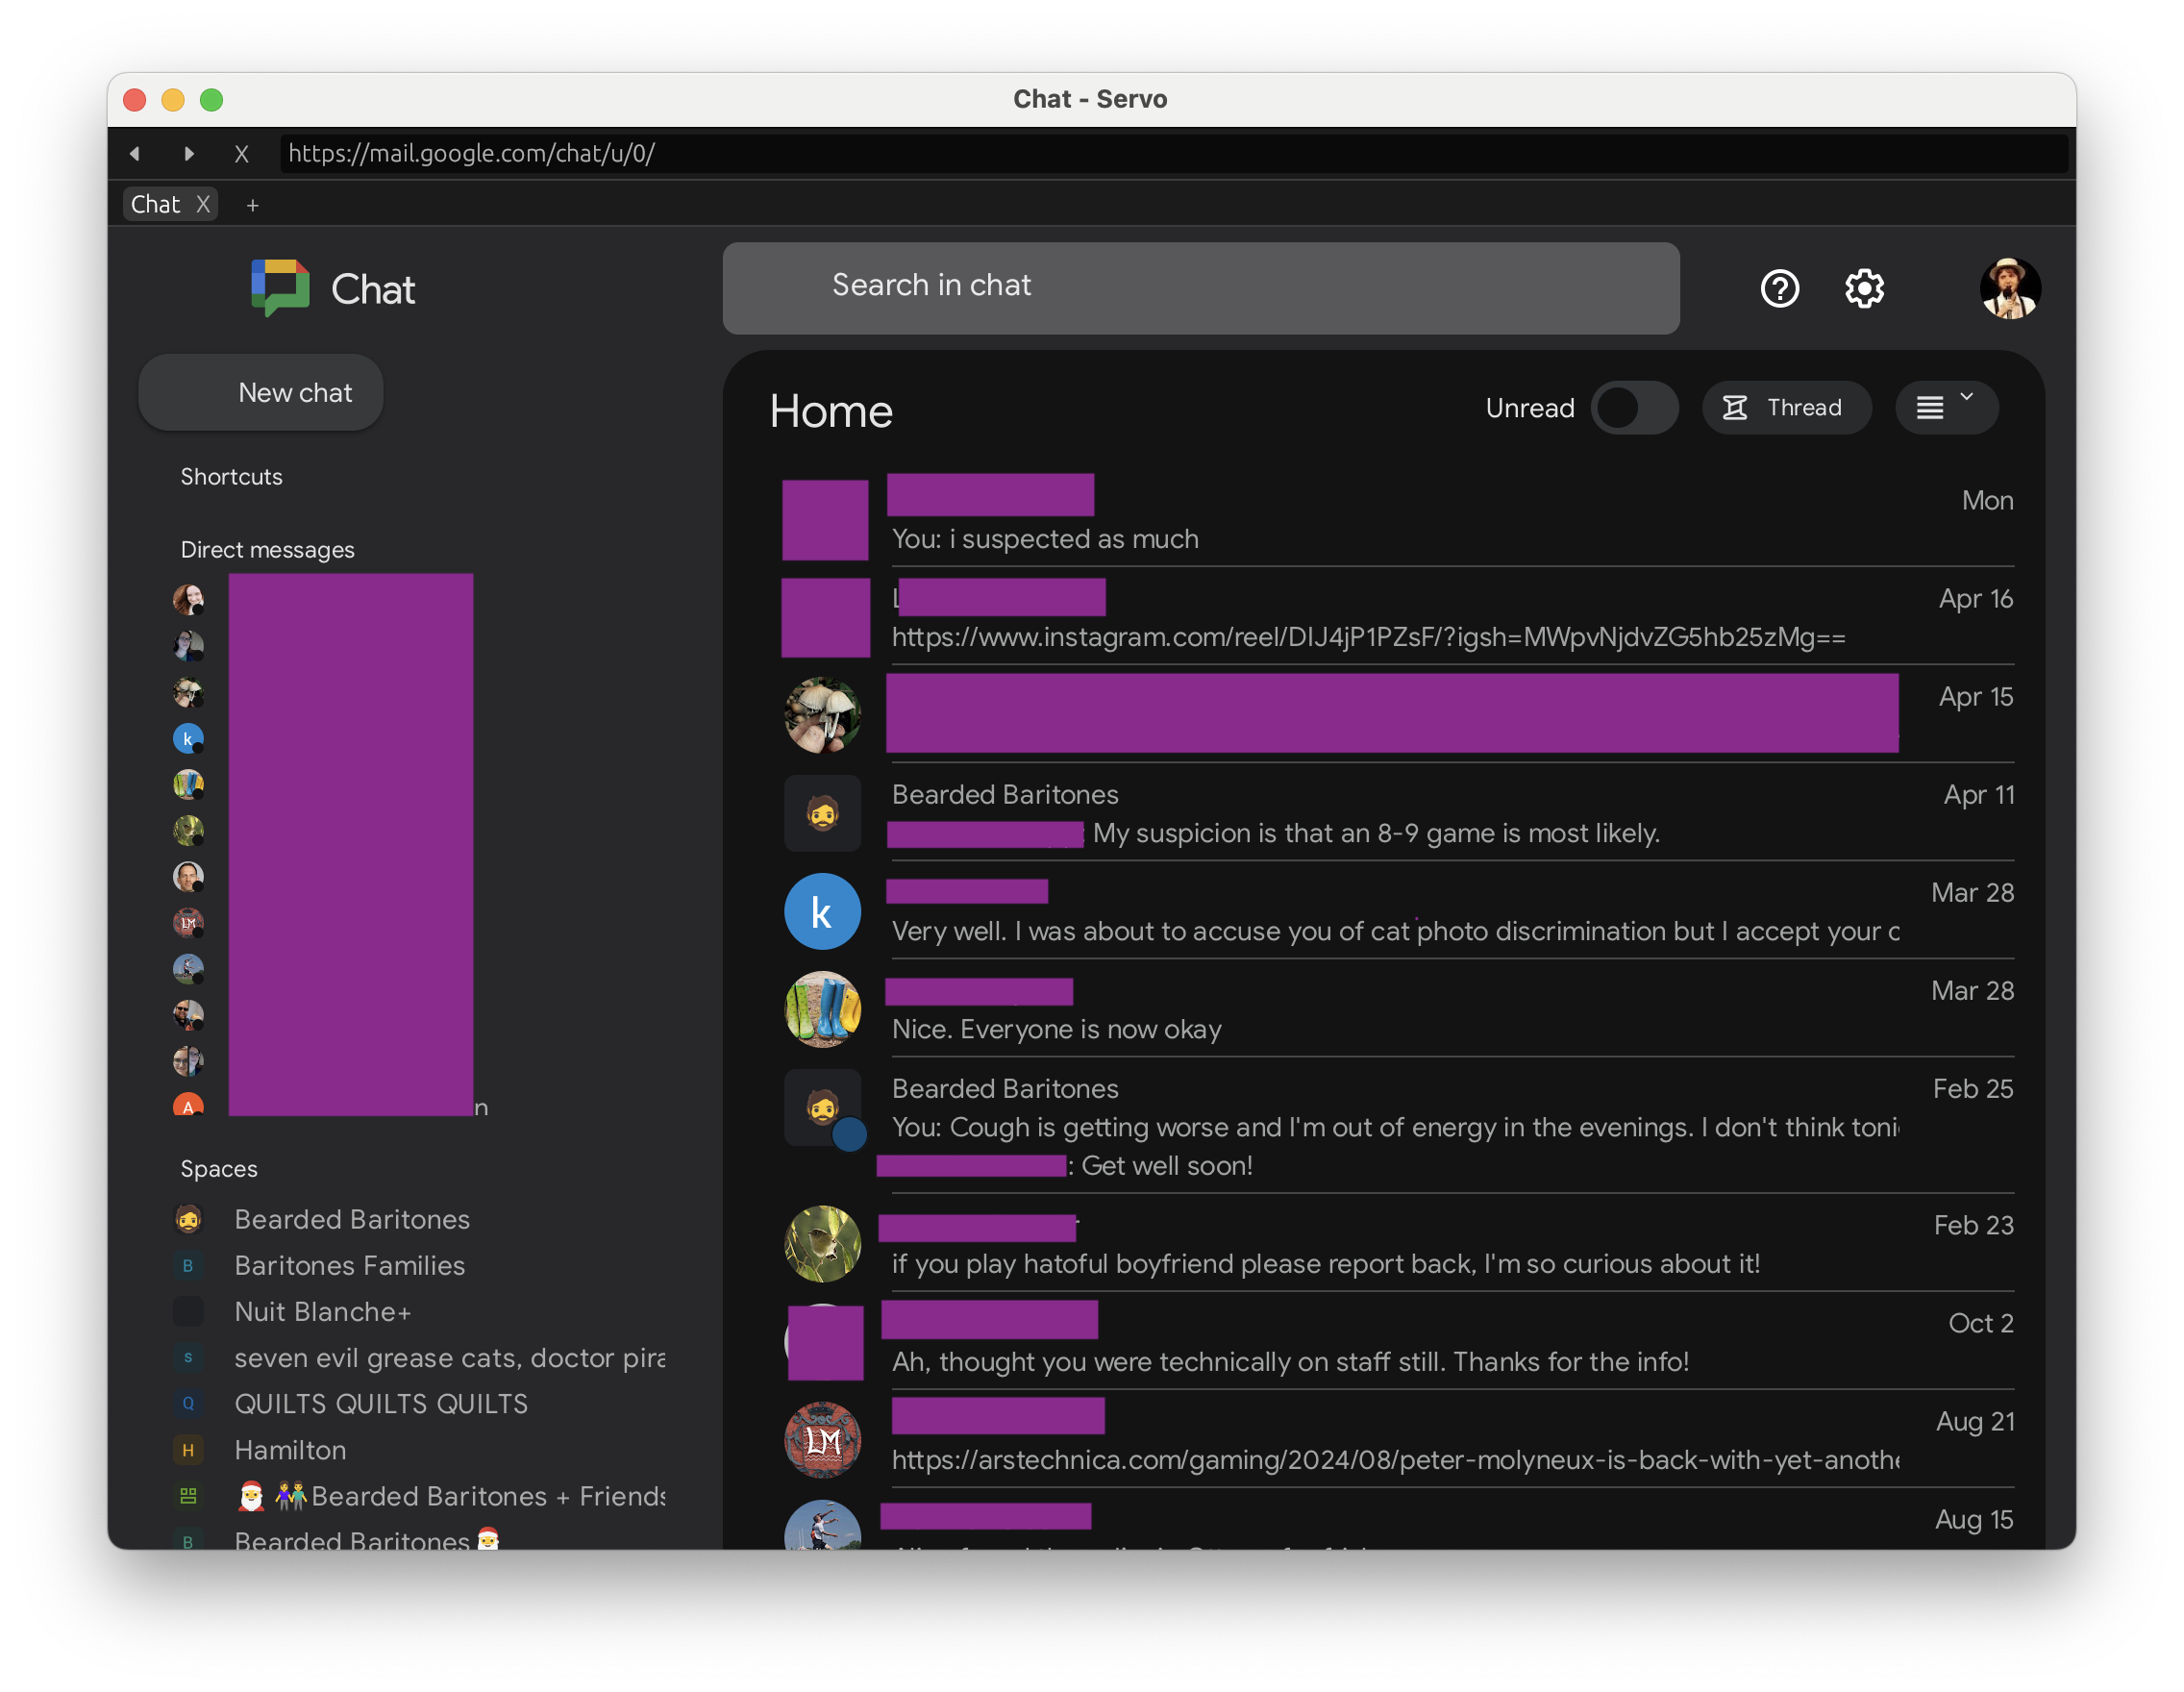 Chat - Servo
X https://mail.google.com/chat/u/0/
Chat X +
Chat
Search in chat
New chat
Shortcuts
Direct messages
k
LM
A
n
Spaces
Bearded Baritones
B Baritones Families
Nuit Blanche+
s seven evil grease cats, doctor
Q QUILTS QUILTS QUILTS
H Hamilton
🎅 👫Bearded Baritones + Friends
B Bearded Baritones🎅
Home
Unread
Thread
Mon
You: i suspected as much
Apr 16
https://www.instagram.com/reel/DIJ4jP1PZsF/?igsh=MWpvNjdvZG5hb25zMg==
Apr 15
Bearded Baritones Apr 11
: My suspicion is that an 8-9 game is most likely.
k
Mar 28
Very well. I was about to accuse you of cat photo discrimination but I accept your
Mar 28
Nice. Everyone is now okay
Bearded Baritones Feb 25
You: Cough is getting worse and I'm out of energy in the evenings. I don't think
: Get well soon!
Feb 23
if you play hatoful boyfriend please report back, I'm so curious about it!
Oct 2
Ah, thought you were technically on staff still. Thanks for the info!
LM
Aug 21
https://arstechnica.com/gaming/2024/08/peter-molyneux-is-back-with-yet-anothe
Aug 15